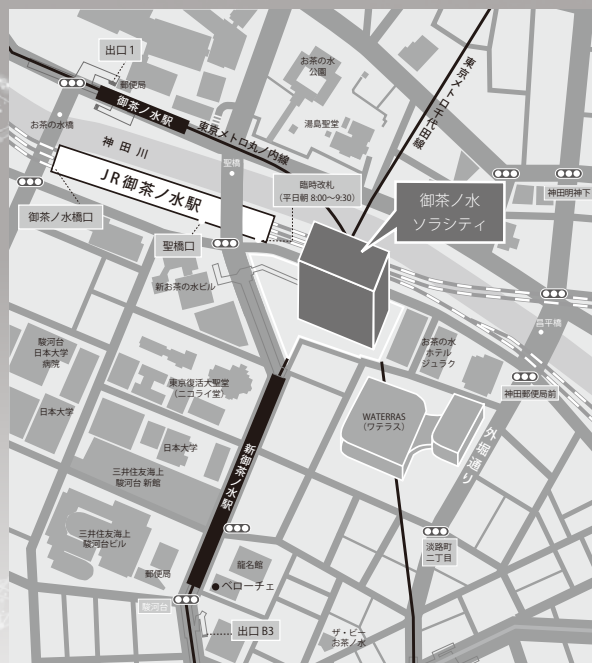 出口1
郵便局
御茶ノ水駅
お茶の水
公園
東京メトロ千代田線
お茶の水橋
東京メトロ丸ノ内線
湯島聖堂
神田川
聖橋
JR御茶ノ水駅
臨時改札
(平日朝 8:00〜9:30)
神田明神下
御茶ノ水橋口
聖橋口
御茶ノ水
ソラシティ
新お茶の水ビル
昌平橋
駿河台
日本大学
病院
お茶の水
ホテル
ジュラク
東京復活大聖堂
(ニコライ堂)
神田郵便局前
日本大学
WATERRAS
(ワテラス)
外堀通り
日本大学
新御茶ノ水駅
三井住友海上
駿河台 新館
三井住友海上
駿河台ビル
淡路町
二丁目
郵便局
龍名館
ベローチェ
駿河台
出口 B3
ザ・ビー
お茶ノ水